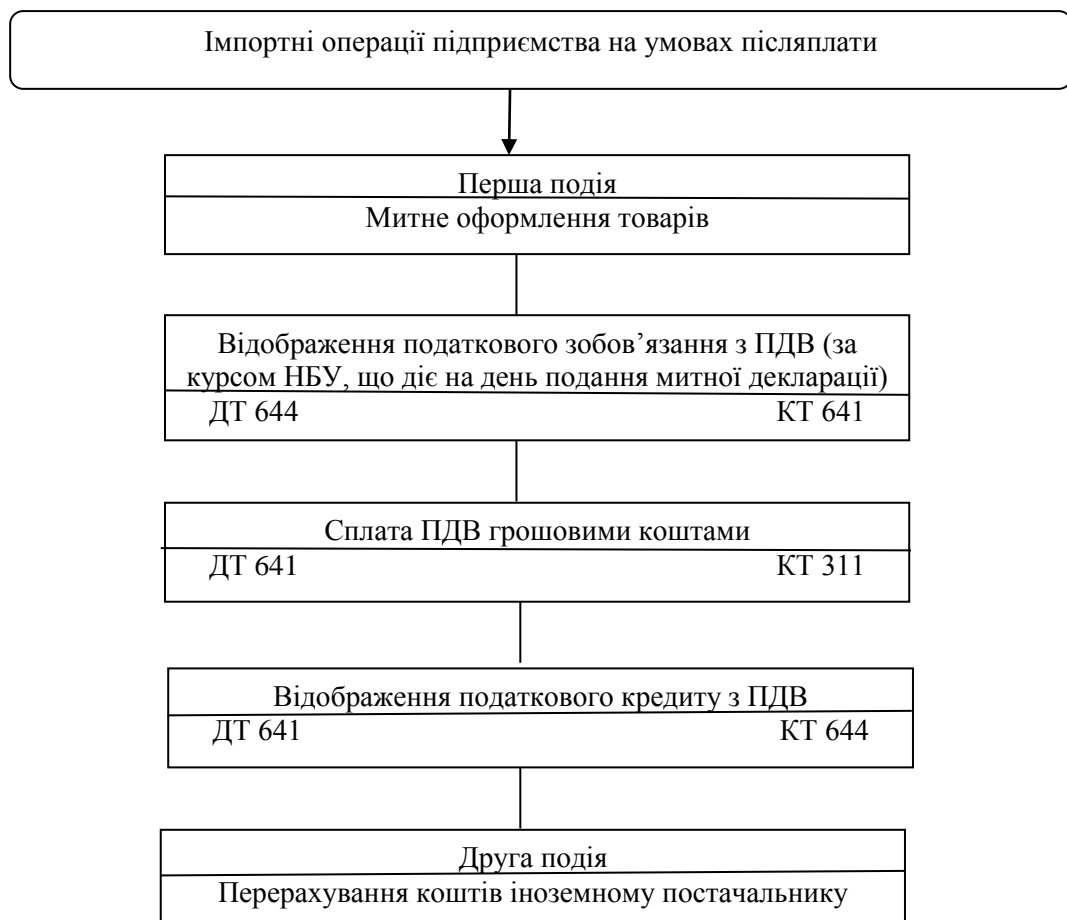 Імпортні операції підприємства на умовах післяплати
Перша подія
Митне оформлення товарів
Відображення податкового зобов’язання з ПДВ (за
курсом НБУ, що діє на день подання митної декларації)
ДТ 644 КТ 641
Сплата ПДВ грошовими коштами
ДТ 641 КТ 311
Відображення податкового кредиту з ПДВ
ДТ 641 КТ 644
Друга подія
Перерахування коштів іноземному постачальнику